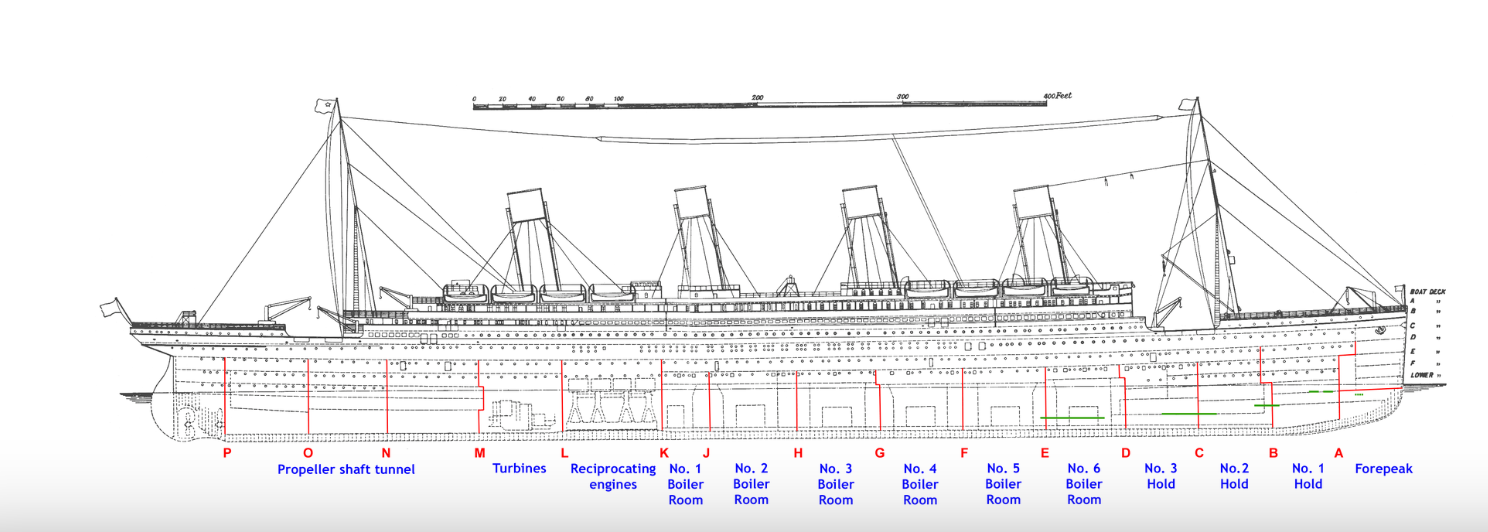 0 20 40 60 80 100 200 300 400 Feet
BOAT DECK
A "
B "
C "
D "
E "
F "
LOWER "
P O N M L K J H G F E D C B A
Propeller shaft tunnel
Turbines
Reciprocating
engines
No. 1
Boiler
Room
No. 2
Boiler
Room
No. 3
Boiler
Room
No. 4
Boiler
Room
No. 5
Boiler
Room
No. 6
Boiler
Room
No. 3
Hold
No.2
Hold
No. 1
Hold
Forepeak